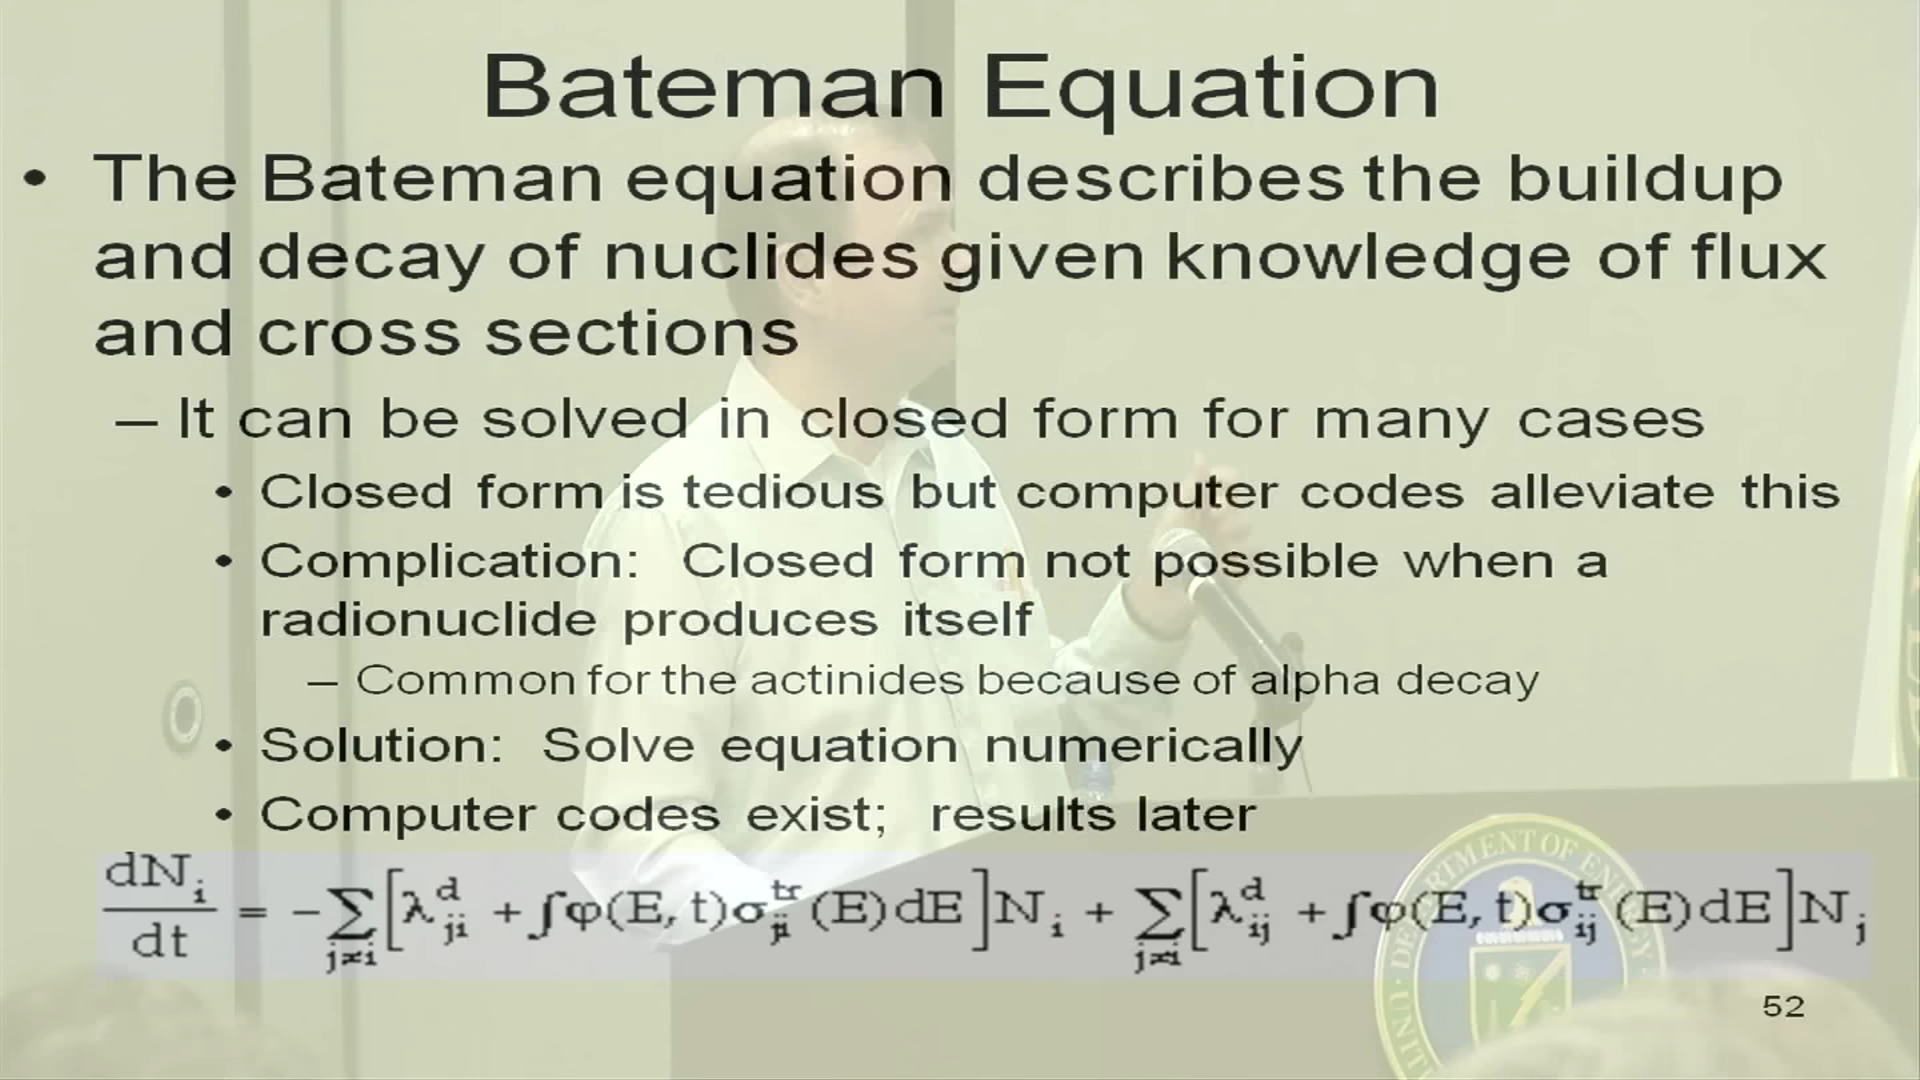 Bateman Equation
• The Bateman equation describes the buildup
and decay of nuclides given knowledge of flux
and cross sections
– It can be solved in closed form for many cases
• Closed form is tedious but computer codes alleviate this
• Complication: Closed form not possible when a
radionuclide produces itself
– Common for the actinides because of alpha decay
• Solution: Solve equation numerically
• Computer codes exist; results later
dN_i/dt = -∑_{j≠i}[λ^d_{ji} + ∫φ(E,t)σ^{tr}_{ji}(E)dE]N_i + ∑_{j≠i}[λ^d_{ij} + ∫φ(E,t)σ^{tr}_{ij}(E)dE]N_j
DEPARTMENT OF ENERGY
52